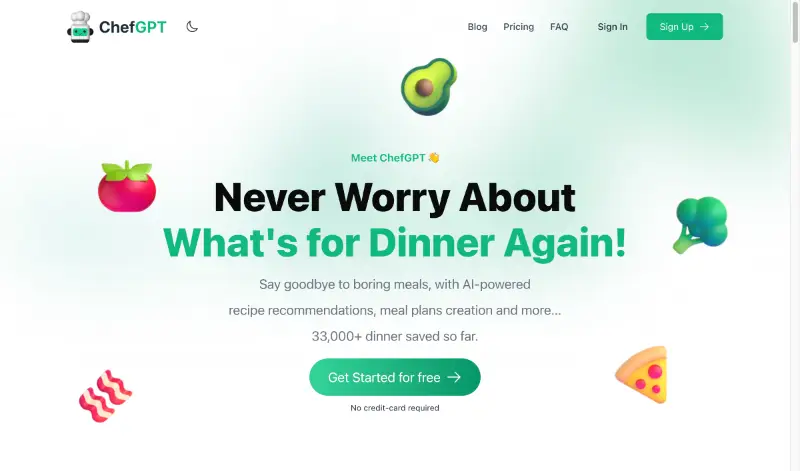 ChefGPT
Blog Pricing FAQ Sign In Sign Up →
Meet ChefGPT 👋
Never Worry About
What's for Dinner Again!
Say goodbye to boring meals, with AI-powered
recipe recommendations, meal plans creation and more...
33,000+ dinner saved so far.
Get Started for free →
No credit-card required